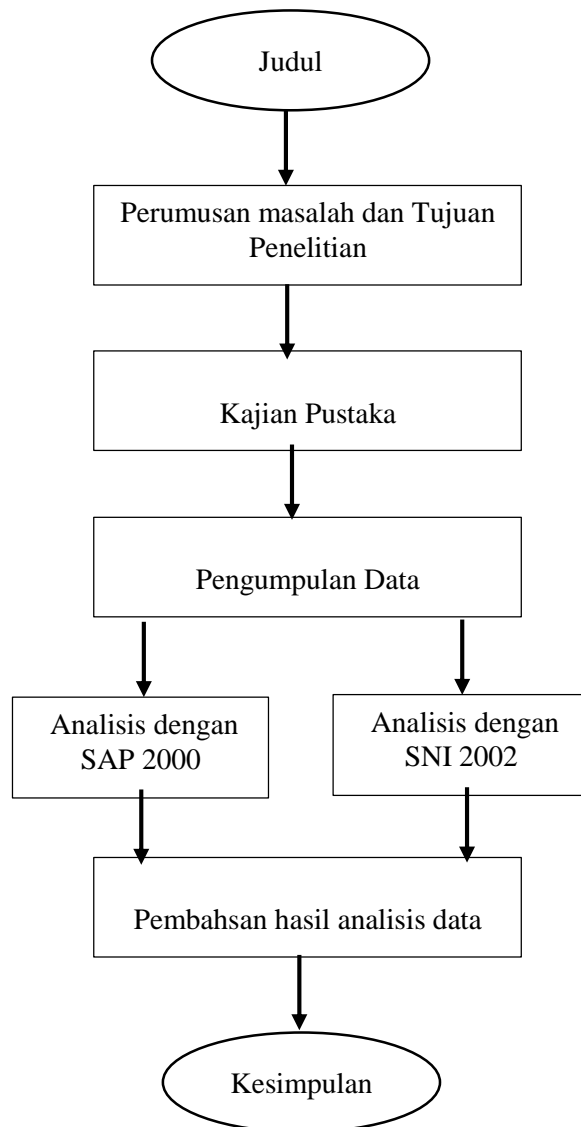 Judul
Perumusan masalah dan Tujuan
Penelitian
Kajian Pustaka
Pengumpulan Data
Analisis dengan
SAP 2000
Analisis dengan
SNI 2002
Pembahsan hasil analisis data
Kesimpulan